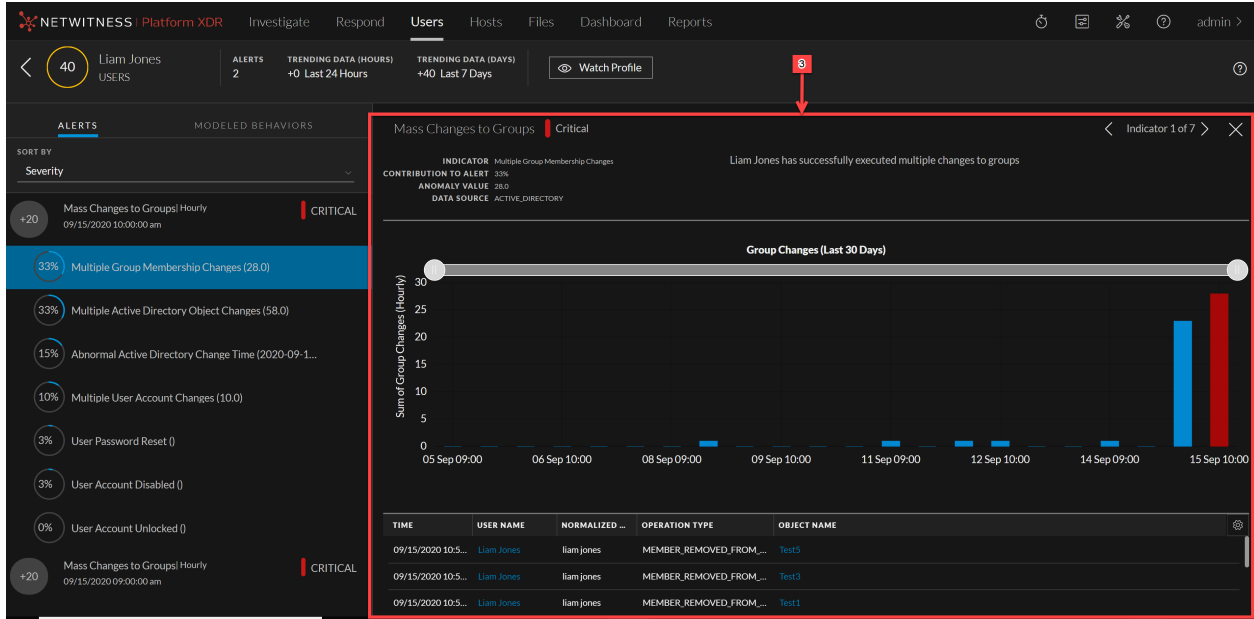 NETWITNESS | Platform XDR Investigate Respond Users Hosts Files Dashboard Reports admin >
40 Liam Jones USERS
ALERTS 2
TRENDING DATA (HOURS) +0 Last 24 Hours
TRENDING DATA (DAYS) +40 Last 7 Days
Watch Profile
3
ALERTS MODELED BEHAVIORS
SORT BY
Severity
+20 Mass Changes to Groups| Hourly CRITICAL
09/15/2020 10:00:00 am
33% Multiple Group Membership Changes (28.0)
33% Multiple Active Directory Object Changes (58.0)
15% Abnormal Active Directory Change Time (2020-09-1...
10% Multiple User Account Changes (10.0)
3% User Password Reset ()
3% User Account Disabled ()
0% User Account Unlocked ()
+20 Mass Changes to Groups| Hourly CRITICAL
09/15/2020 09:00:00 am
Mass Changes to Groups Critical Indicator 1 of 7
INDICATOR Multiple Group Membership Changes
CONTRIBUTION TO ALERT 33%
ANOMALY VALUE 28.0
DATA SOURCE ACTIVE_DIRECTORY
Liam Jones has successfully executed multiple changes to groups
Group Changes (Last 30 Days)
Sum of Group Changes (Hourly)
30
25
20
15
10
5
0
05 Sep 09:00 06 Sep 10:00 08 Sep 09:00 09 Sep 10:00 11 Sep 09:00 12 Sep 10:00 14 Sep 09:00 15 Sep 10:00
TIME USER NAME NORMALIZED ... OPERATION TYPE OBJECT NAME
09/15/2020 10:5... Liam Jones liam jones MEMBER_REMOVED_FROM_... Test5
09/15/2020 10:5... Liam Jones liam jones MEMBER_REMOVED_FROM_... Test3
09/15/2020 10:5... Liam Jones liam jones MEMBER_REMOVED_FROM_... Test1